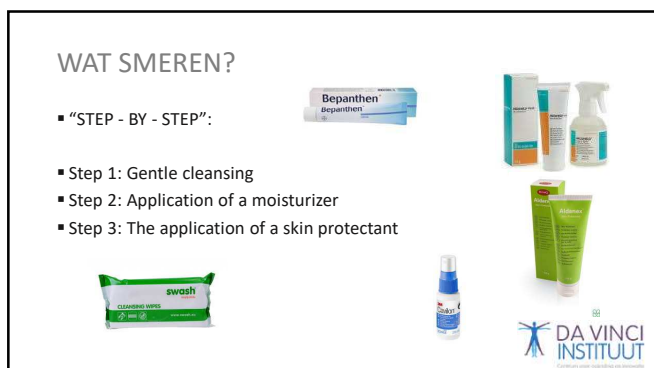 WAT SMEREN?
▪ “STEP - BY - STEP”:
▪ Step 1: Gentle cleansing
▪ Step 2: Application of a moisturizer
▪ Step 3: The application of a skin protectant
Bepanthen
Bepanthen
swash
CLEANSING WIPES
Cavilon
DA VINCI
INSTITUUT